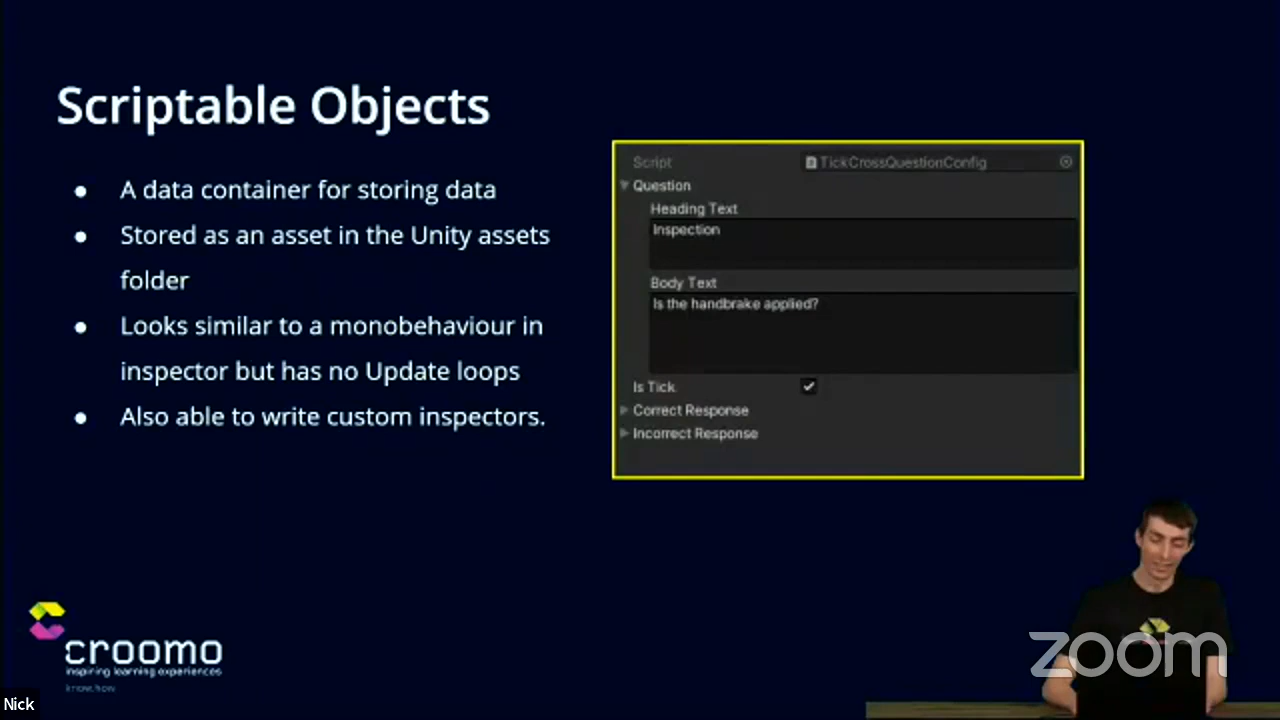 Scriptable Objects
● A data container for storing data
● Stored as an asset in the Unity assets
folder
● Looks similar to a monobehaviour in
inspector but has no Update loops
● Also able to write custom inspectors.
Script TickCrossQuestionConfig
Question
Heading Text
Inspection
Body Text
Is the handbrake applied?
Is Tick
Correct Response
Incorrect Response
croomo
inspiring learning experiences
know.how
zoom
Nick